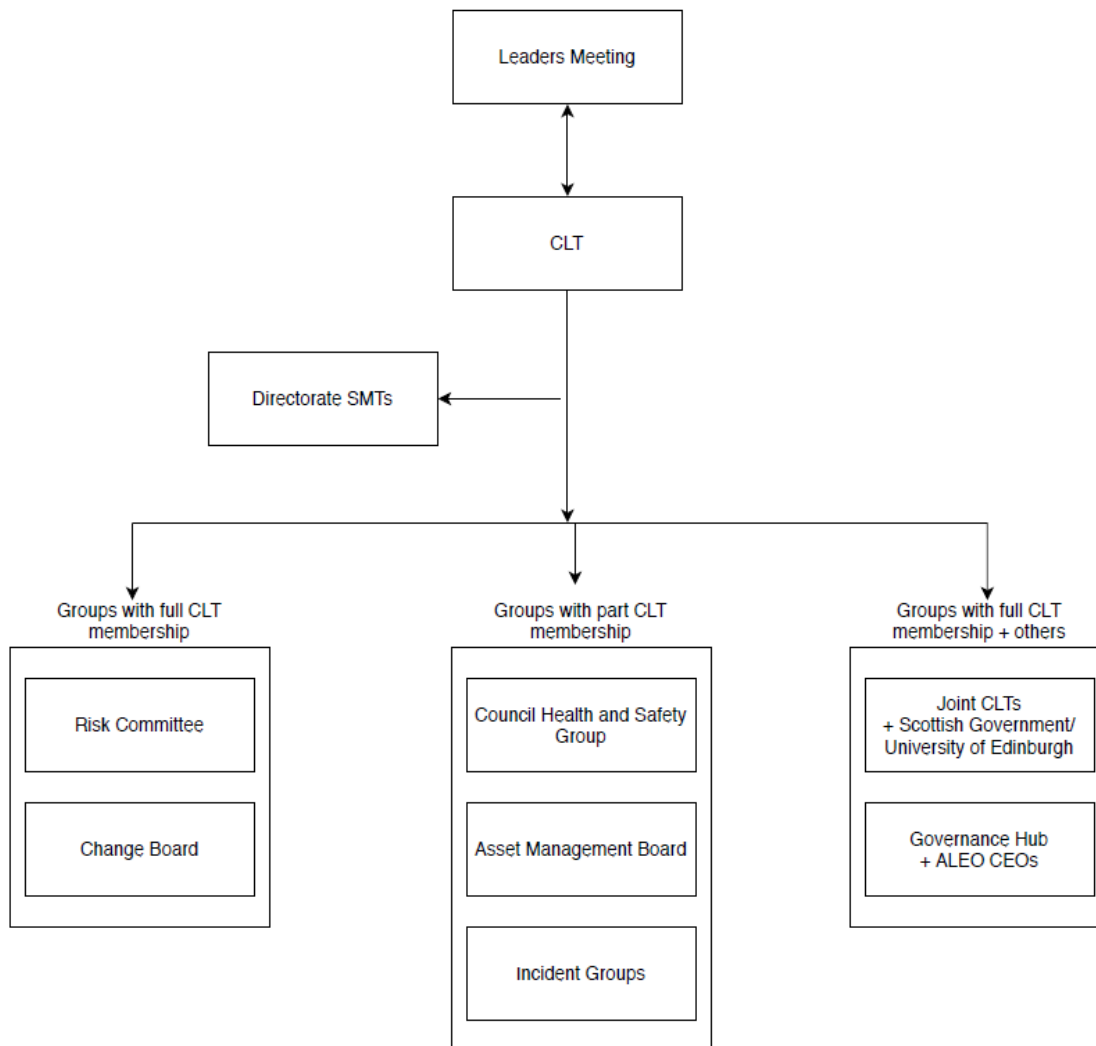 Leaders Meeting
CLT
Directorate SMTs
Groups with full CLT
membership
Risk Committee
Change Board
Groups with part CLT
membership
Council Health and Safety
Group
Asset Management Board
Incident Groups
Groups with full CLT
membership + others
Joint CLTs
+ Scottish Government/
University of Edinburgh
Governance Hub
+ ALEO CEOs